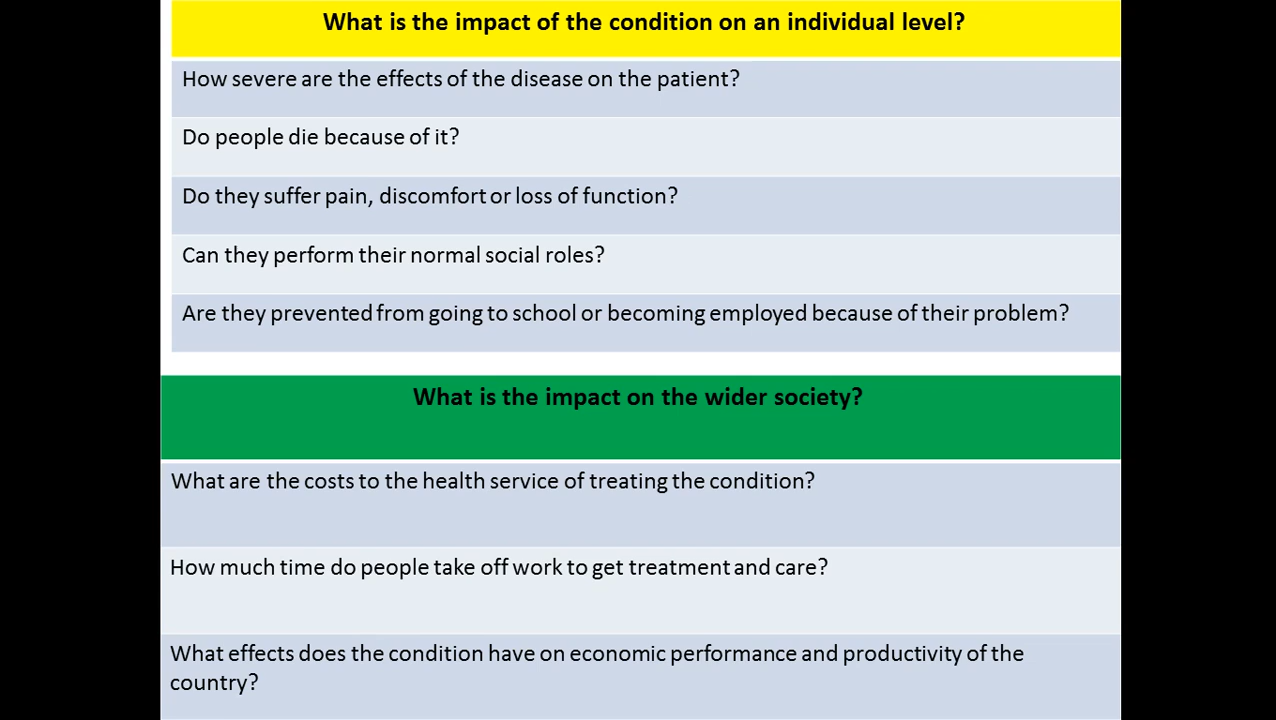 What is the impact of the condition on an individual level?
How severe are the effects of the disease on the patient?
Do people die because of it?
Do they suffer pain, discomfort or loss of function?
Can they perform their normal social roles?
Are they prevented from going to school or becoming employed because of their problem?
What is the impact on the wider society?
What are the costs to the health service of treating the condition?
How much time do people take off work to get treatment and care?
What effects does the condition have on economic performance and productivity of the
country?